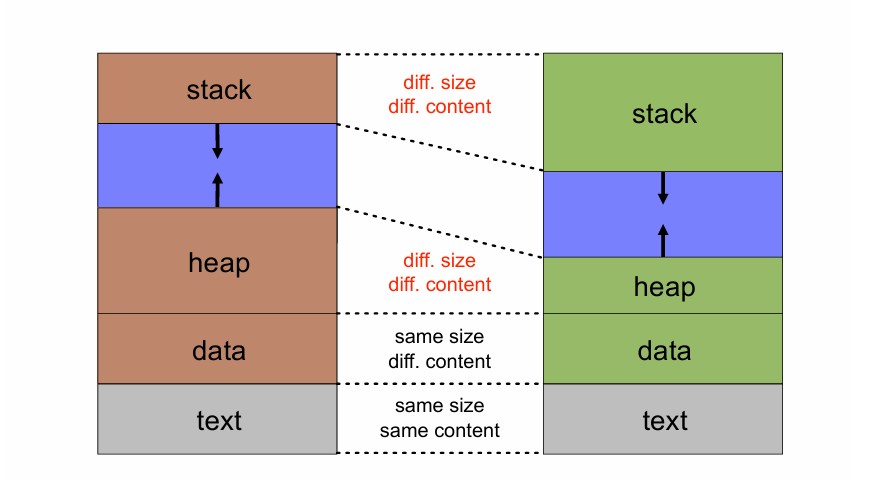 stack
diff. size
diff. content
stack
heap
diff. size
diff. content
heap
data
same size
diff. content
data
text
same size
same content
text